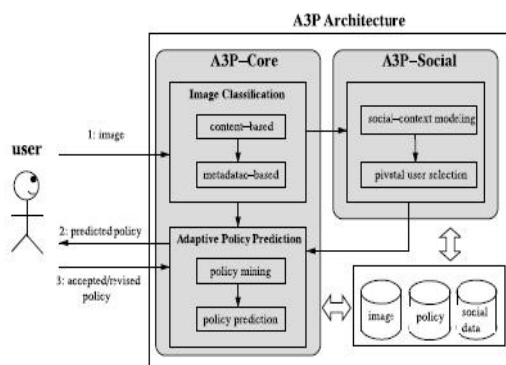 A3P Architecture
A3P–Core
A3P–Social
Image Classification
content–based
metadatac–based
social–context modeling
pivotal user selection
user
1: image
2: predicted policy
3: accepted/revised
policy
Adaptive Policy Prediction
policy mining
policy prediction
image
policy
social
data